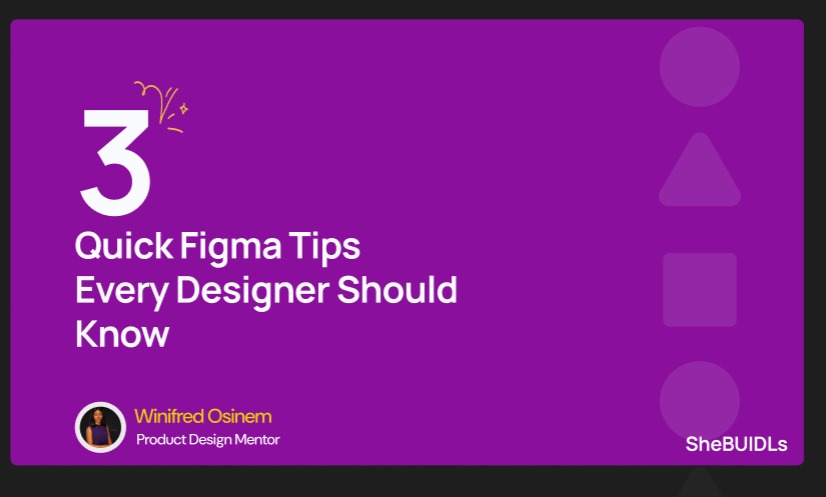 3
Quick Figma Tips
Every Designer Should
Know
Winifred Osinem
Product Design Mentor
SheBUIDLs